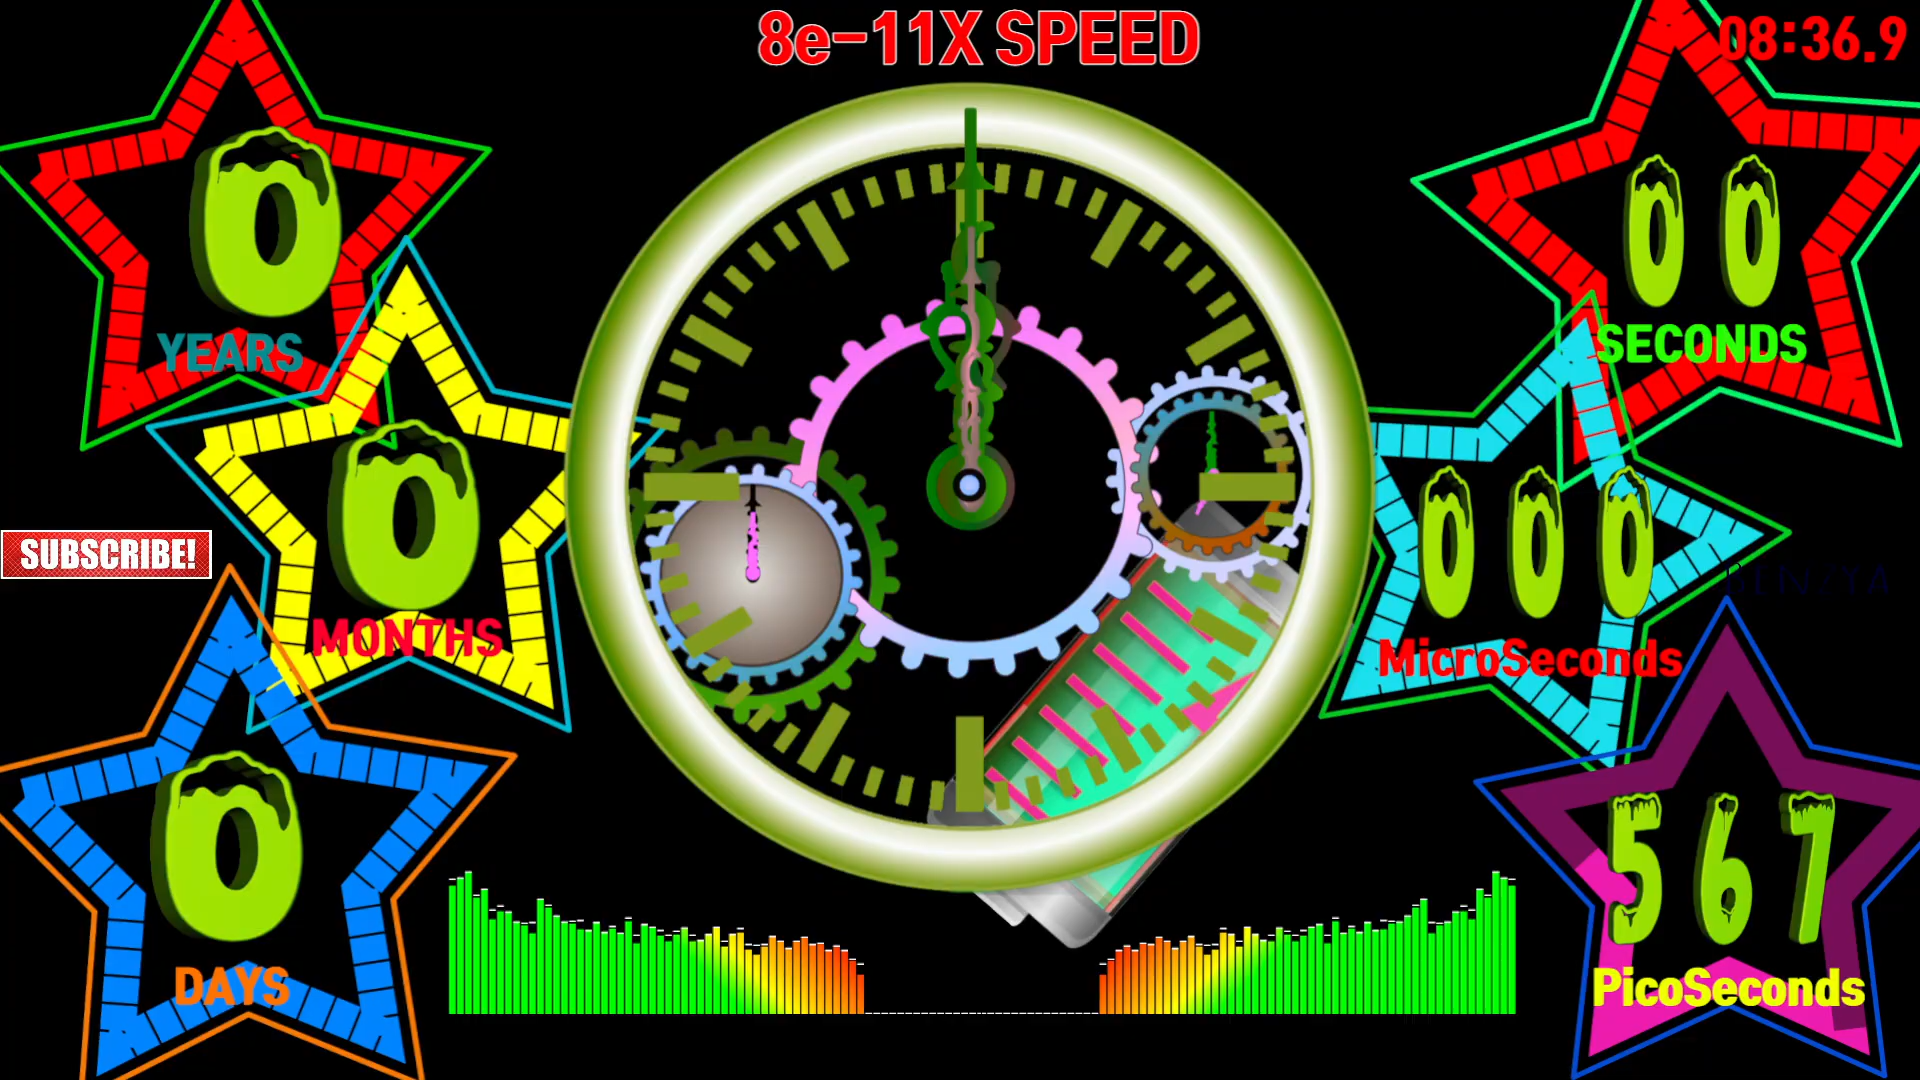 8e-11X SPEED
08:36.9
0
YEARS
00
SECONDS
0
MONTHS
000
MicroSeconds
SUBSCRIBE!
0
DAYS
567
PicoSeconds